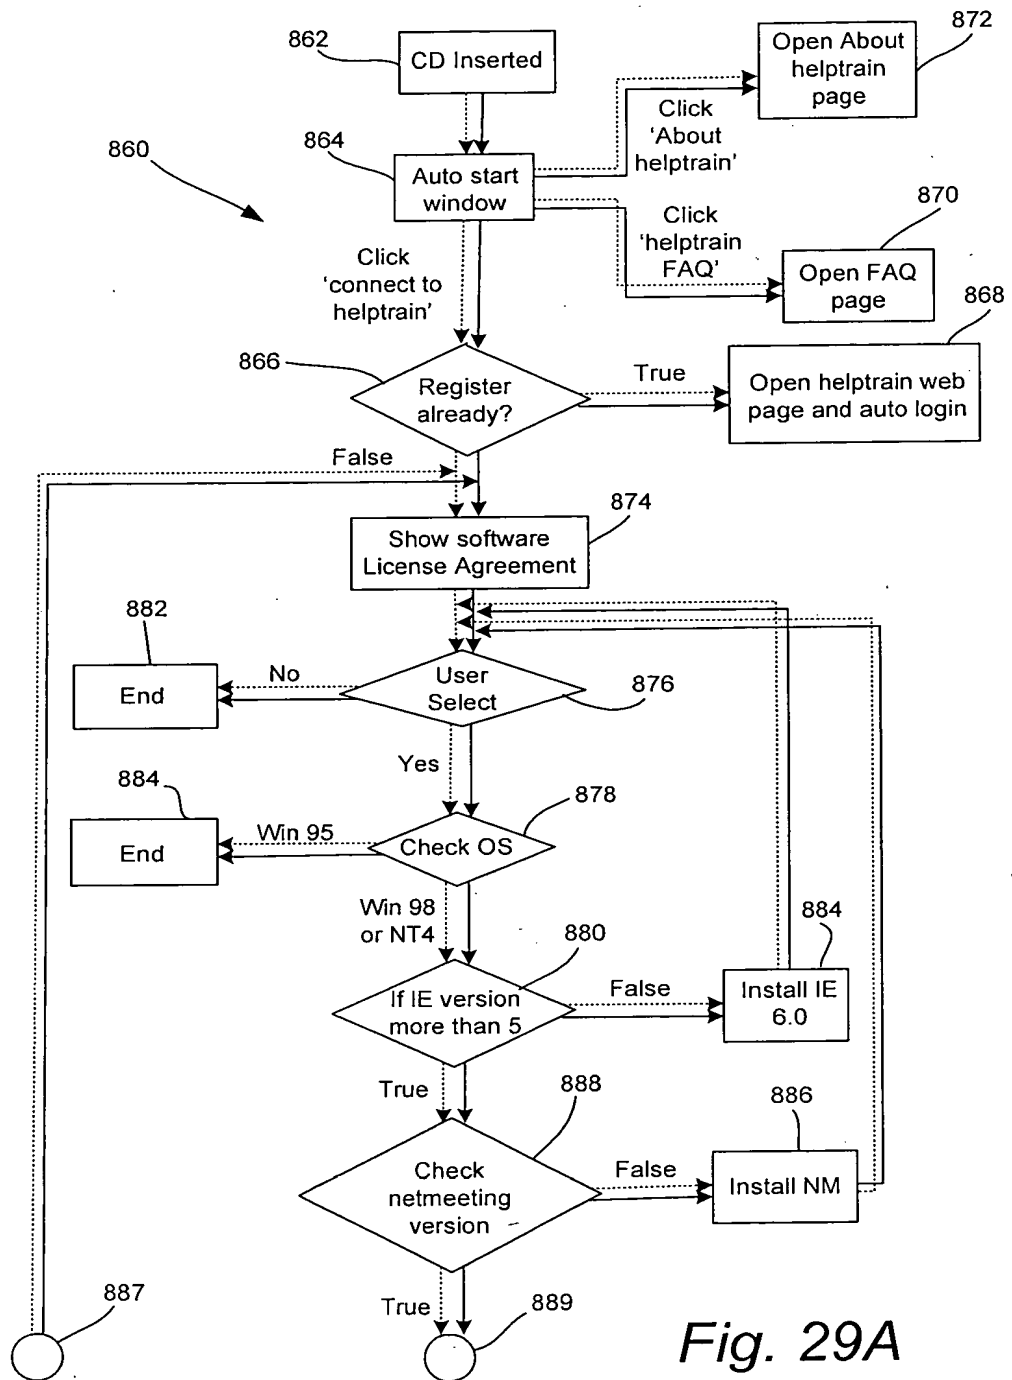 862
CD Inserted
872
Open About
helptrain
page
Click
'About
helptrain'
864
860
Auto start
window
Click
'helptrain
FAQ'
870
Open FAQ
page
Click
'connect to
helptrain'
868
866
Register
already?
True
Open helptrain web
page and auto login
False
874
Show software
License Agreement
882
End
No
User
Select
876
Yes
884
End
Win 95
878
Check OS
Win 98
or NT4
880
884
If IE version
more than 5
False
Install IE
6.0
True
888
886
Check
netmeeting
version
False
Install NM
887
True
889
Fig. 29A